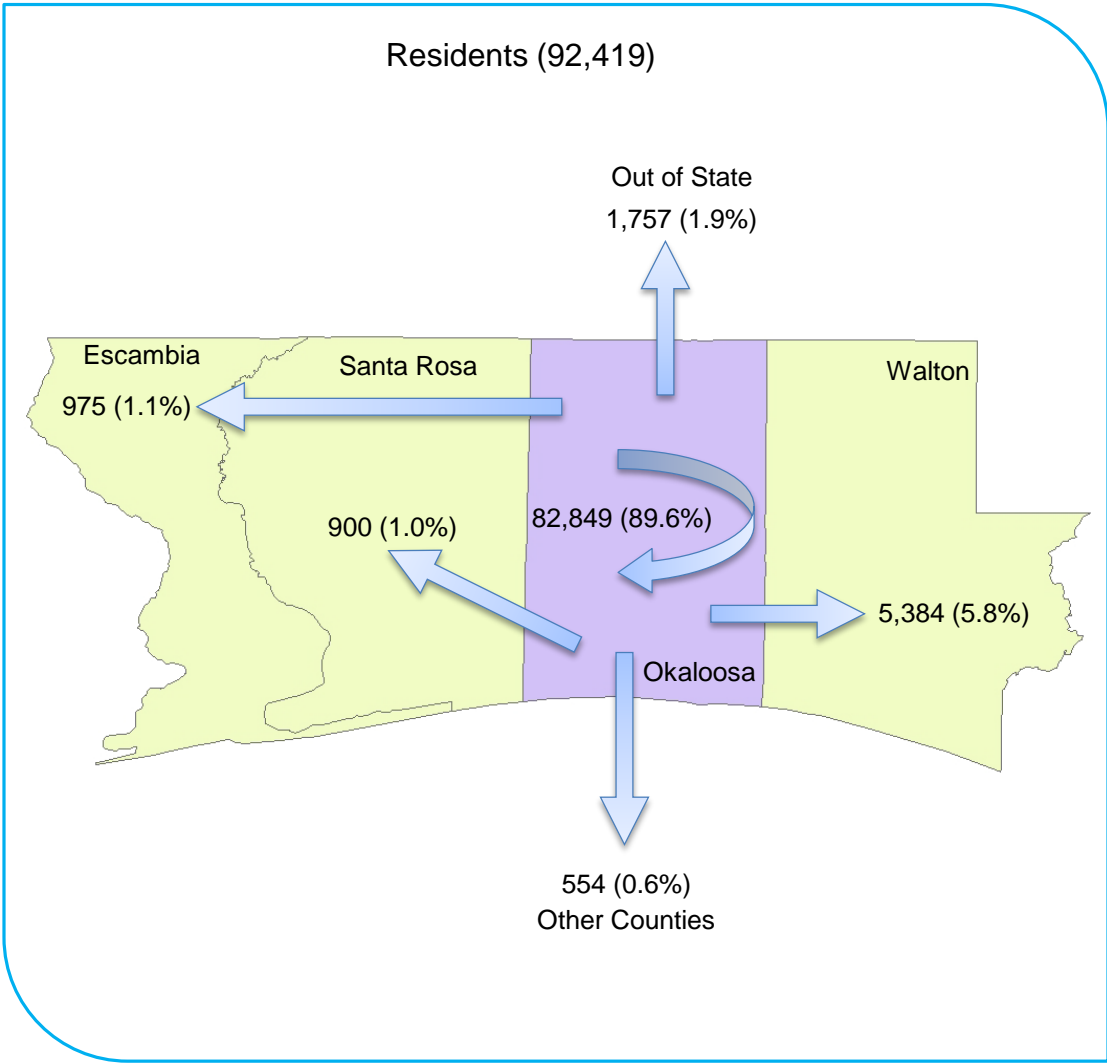 Residents (92,419)
Out of State
1,757 (1.9%)
Escambia
Santa Rosa
Walton
975 (1.1%)
900 (1.0%)
82,849 (89.6%)
5,384 (5.8%)
Okaloosa
554 (0.6%)
Other Counties